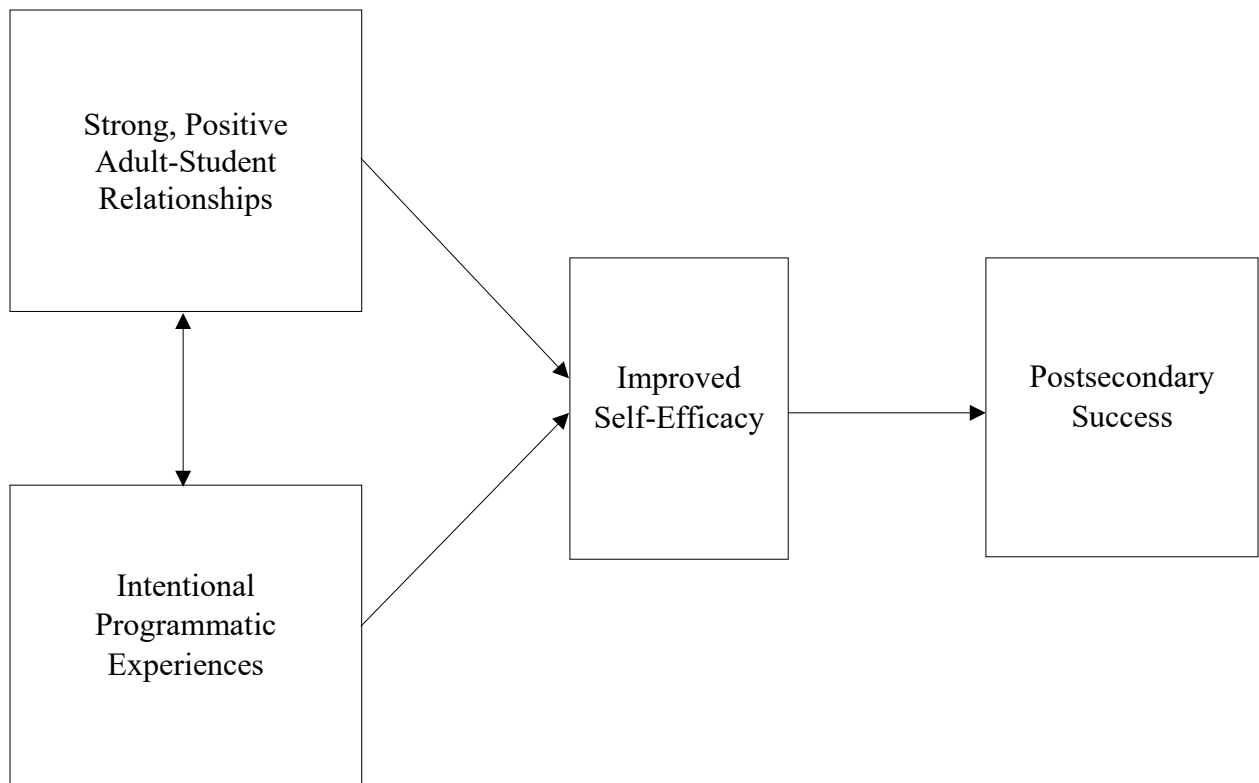 Strong, Positive
Adult-Student
Relationships
Improved
Self-Efficacy
Postsecondary
Success
Intentional
Programmatic
Experiences